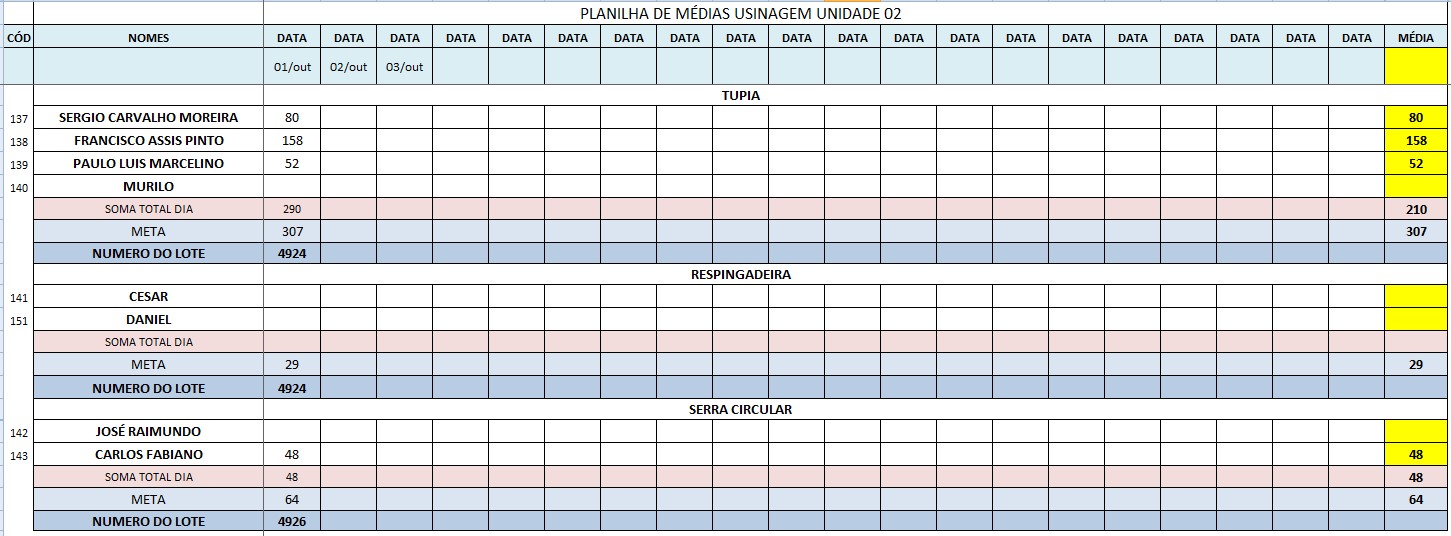 PLANILHA DE MÉDIAS USINAGEM UNIDADE 02
CÓD NOMES DATA DATA DATA DATA DATA DATA DATA DATA DATA DATA DATA DATA DATA DATA DATA DATA DATA DATA DATA DATA MÉDIA
01/out 02/out 03/out
TUPIA
137 SERGIO CARVALHO MOREIRA 80 80
138 FRANCISCO ASSIS PINTO 158 158
139 PAULO LUIS MARCELINO 52 52
140 MURILO
SOMA TOTAL DIA 290 210
META 307 307
NUMERO DO LOTE 4924
RESPINGADEIRA
141 CESAR
151 DANIEL
SOMA TOTAL DIA
META 29 29
NUMERO DO LOTE 4924
SERRA CIRCULAR
142 JOSÉ RAIMUNDO
143 CARLOS FABIANO 48 48
SOMA TOTAL DIA 48 48
META 64 64
NUMERO DO LOTE 4926